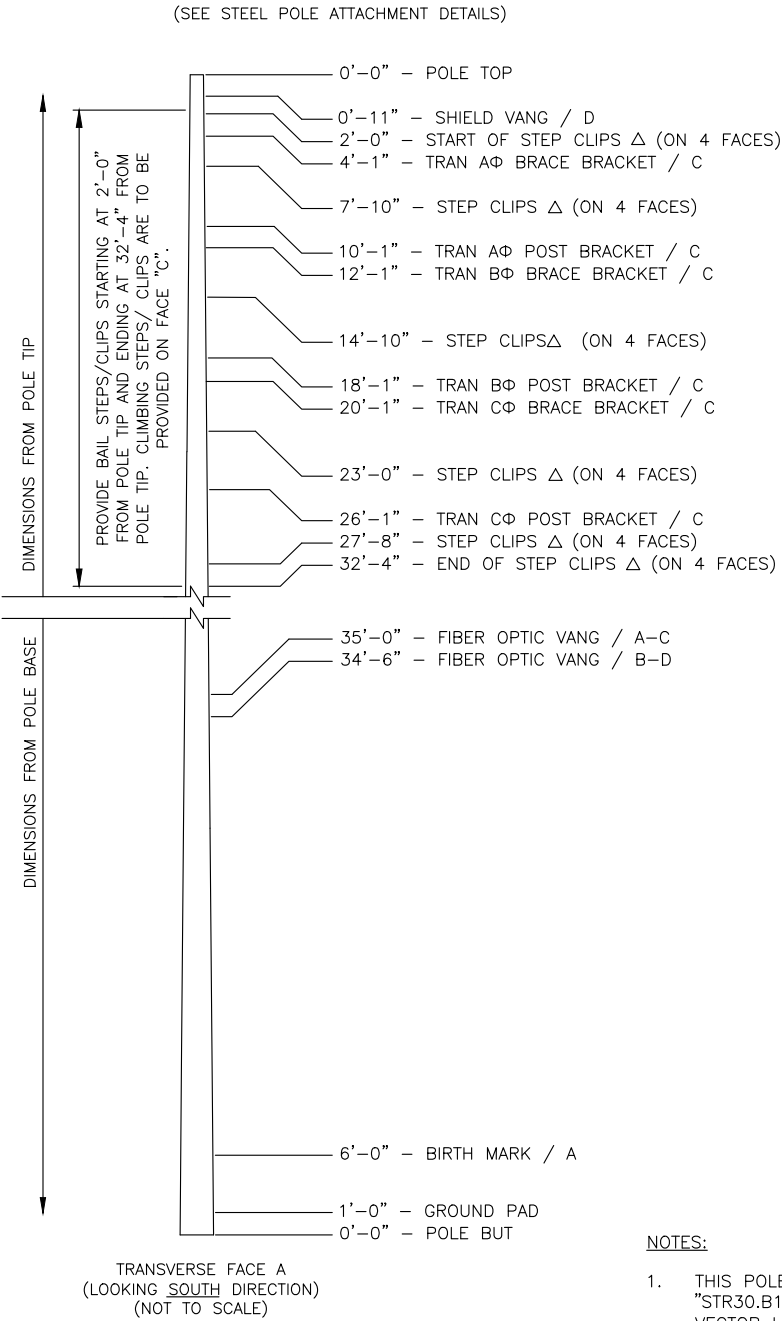 (SEE STEEL POLE ATTACHMENT DETAILS)
0'-0" - POLE TOP
0'-11" - SHIELD VANG / D
2'-0" - START OF STEP CLIPS △ (ON 4 FACES)
4'-1" - TRAN AΦ BRACE BRACKET / C
7'-10" - STEP CLIPS △ (ON 4 FACES)
10'-1" - TRAN AΦ POST BRACKET / C
12'-1" - TRAN BΦ BRACE BRACKET / C
14'-10" - STEP CLIPS△ (ON 4 FACES)
18'-1" - TRAN BΦ POST BRACKET / C
20'-1" - TRAN CΦ BRACE BRACKET / C
23'-0" - STEP CLIPS △ (ON 4 FACES)
26'-1" - TRAN CΦ POST BRACKET / C
27'-8" - STEP CLIPS △ (ON 4 FACES)
32'-4" - END OF STEP CLIPS △ (ON 4 FACES)
DIMENSIONS FROM POLE TIP
PROVIDE BAIL STEPS/CLIPS STARTING AT 2'-0"
FROM POLE TIP AND ENDING AT 32'-4" FROM
POLE TIP. CLIMBING STEPS/ CLIPS ARE TO BE
PROVIDED ON FACE "C".
35'-0" - FIBER OPTIC VANG / A-C
34'-6" - FIBER OPTIC VANG / B-D
DIMENSIONS FROM POLE BASE
6'-0" - BIRTH MARK / A
1'-0" - GROUND PAD
0'-0" - POLE BUT
TRANSVERSE FACE A
(LOOKING SOUTH DIRECTION)
(NOT TO SCALE)
NOTES:
1. THIS POLE
"STR30.B1